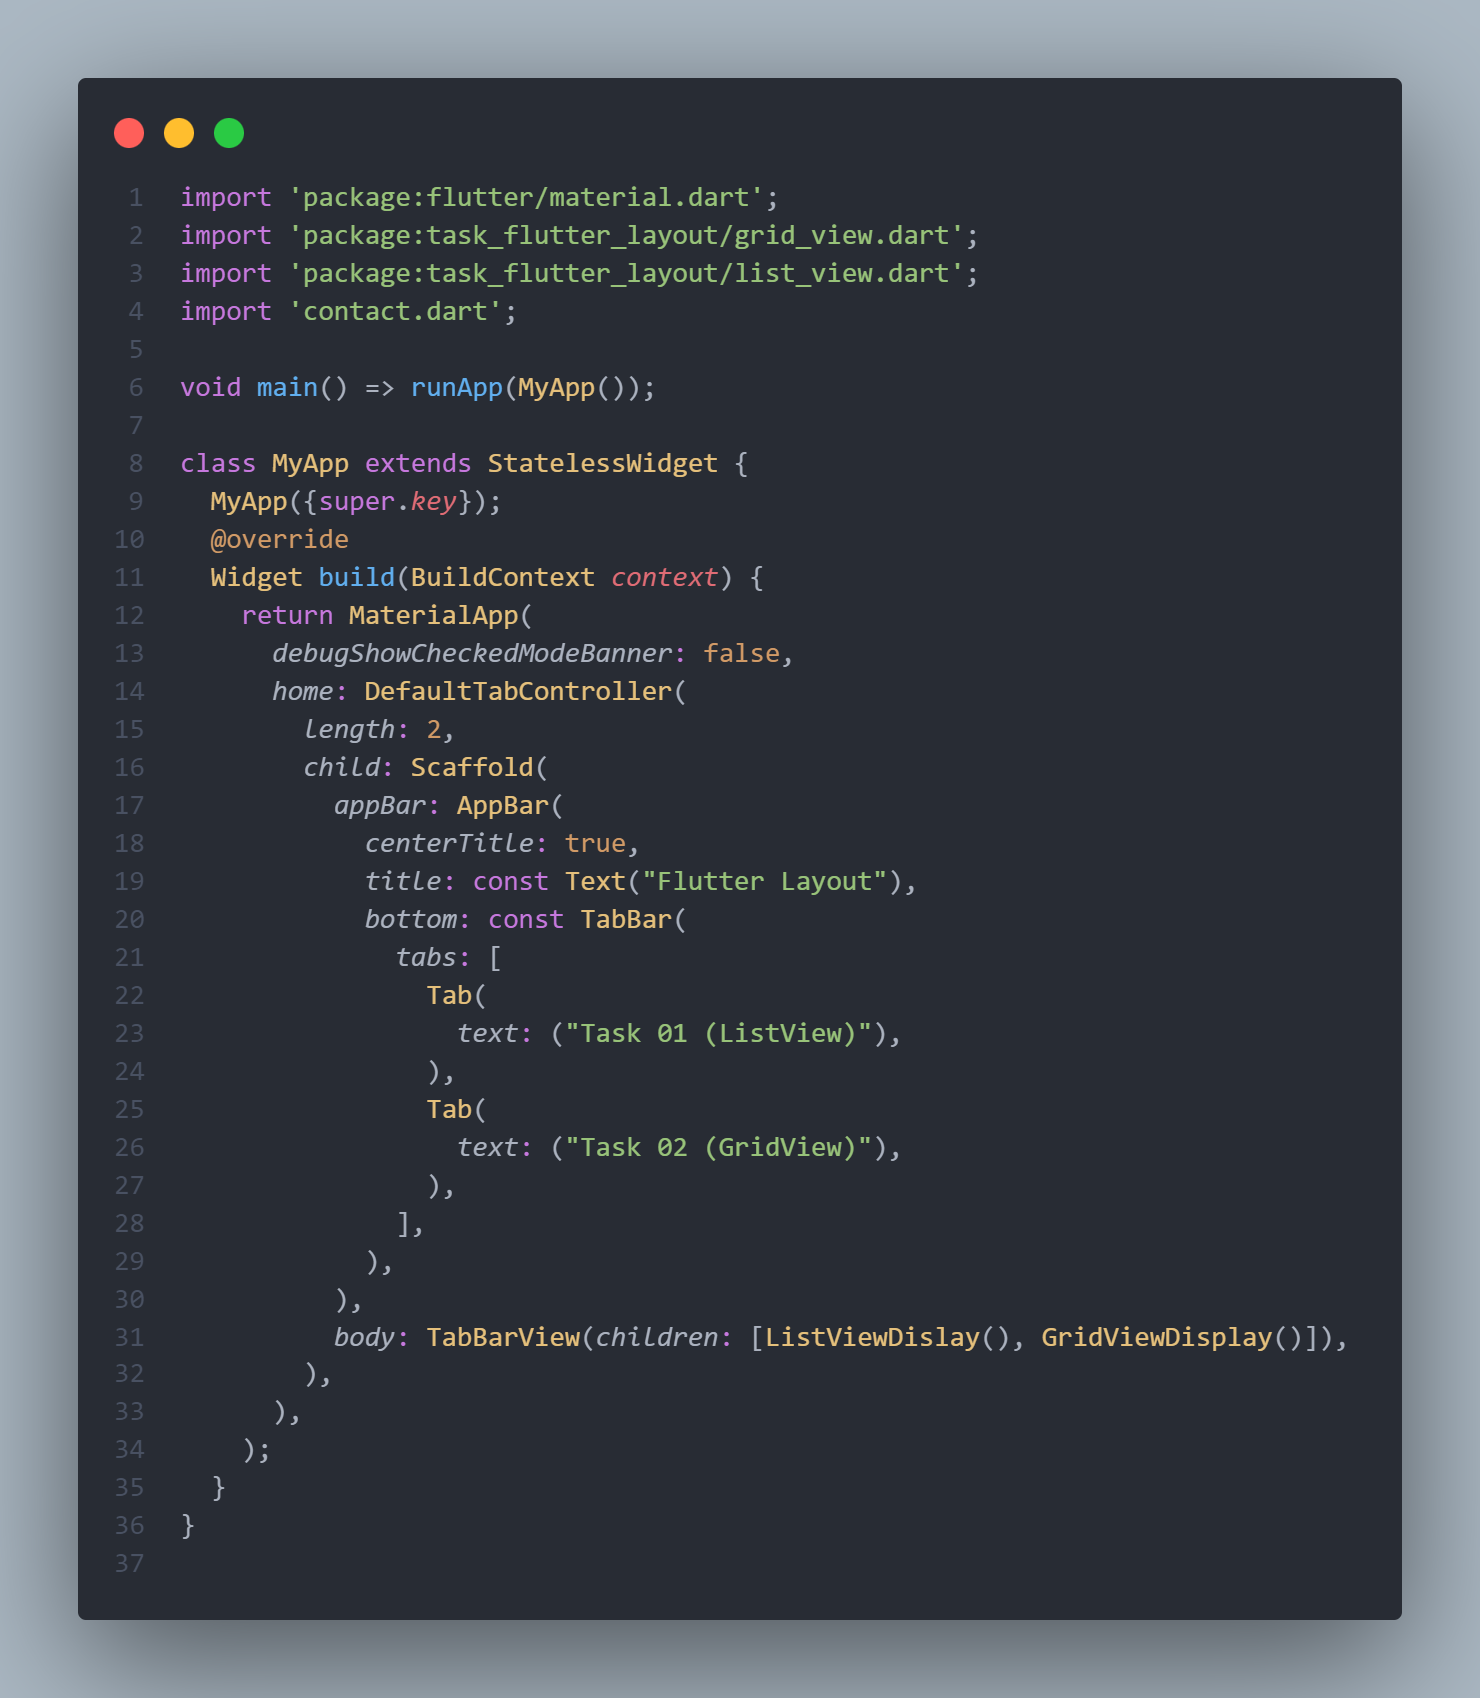 1 import 'package:flutter/material.dart';
2 import 'package:task_flutter_layout/grid_view.dart';
3 import 'package:task_flutter_layout/list_view.dart';
4 import 'contact.dart';
5
6 void main() => runApp(MyApp());
7
8 class MyApp extends StatelessWidget {
9   MyApp({super.key});
10   @override
11   Widget build(BuildContext context) {
12     return MaterialApp(
13       debugShowCheckedModeBanner: false,
14       home: DefaultTabController(
15         length: 2,
16         child: Scaffold(
17           appBar: AppBar(
18             centerTitle: true,
19             title: const Text("Flutter Layout"),
20             bottom: const TabBar(
21               tabs: [
22                 Tab(
23                   text: ("Task 01 (ListView)"),
24                 ),
25                 Tab(
26                   text: ("Task 02 (GridView)"),
27                 ),
28               ],
29             ),
30           ),
31           body: TabBarView(children: [ListViewDislay(), GridViewDisplay()]),
32         ),
33       ),
34     );
35   }
36 }
37